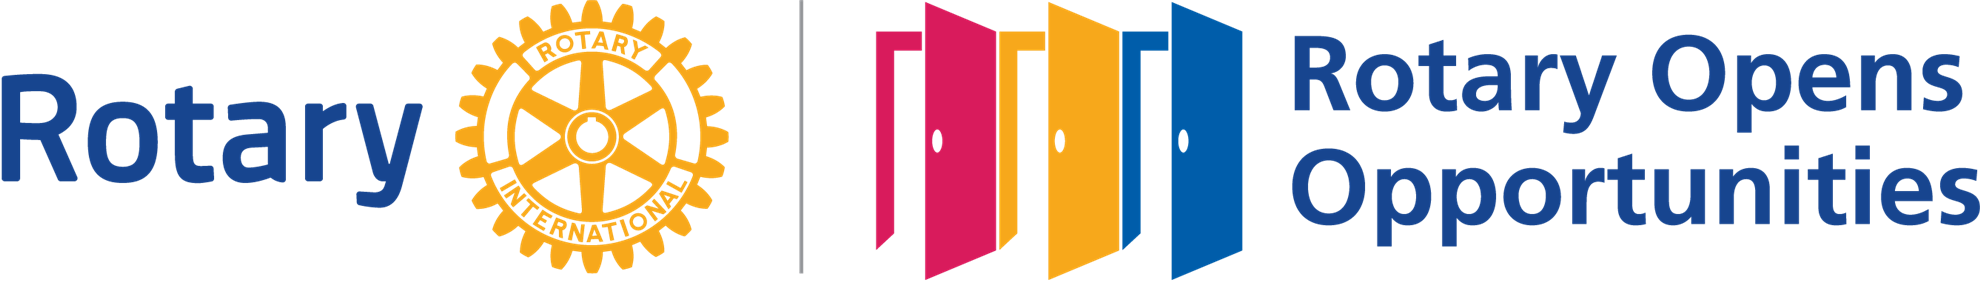 Rotary
ROTARY
INTERNATIONAL
Rotary Opens
Opportunities